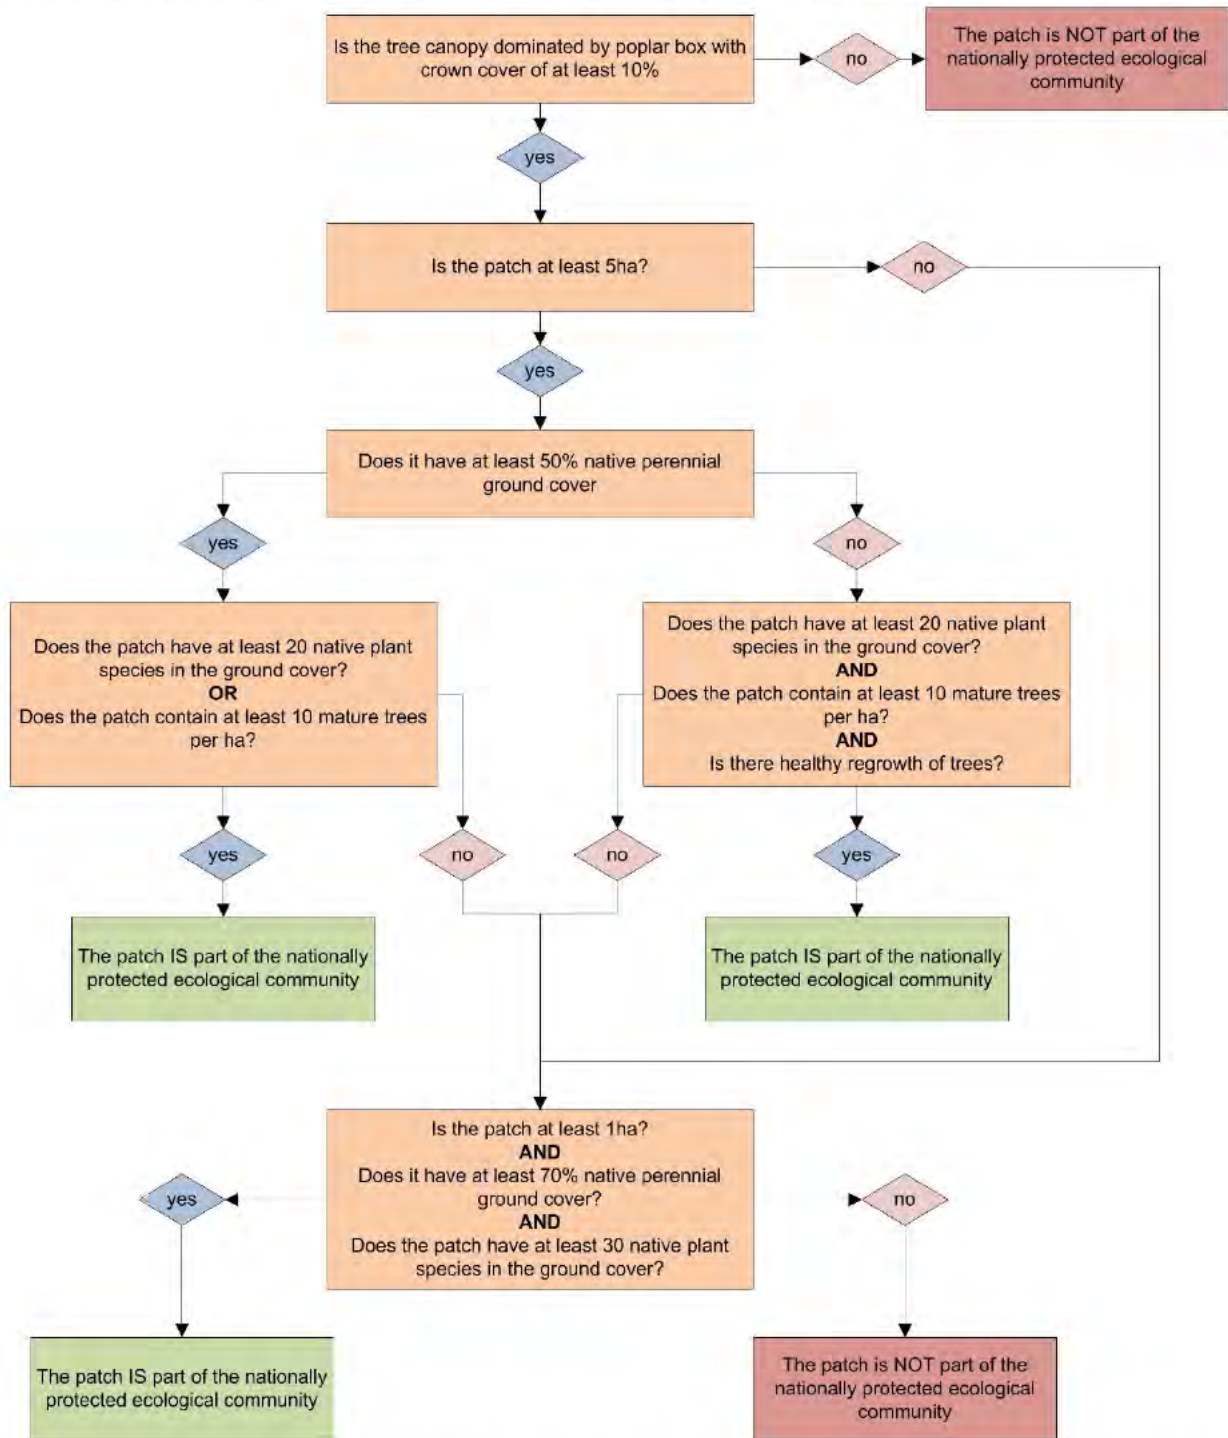 Is the tree canopy dominated by poplar box with
crown cover of at least 10%
no
The patch is NOT part of the
nationally protected ecological
community
yes
Is the patch at least 5ha?
no
yes
Does it have at least 50% native perennial
ground cover
yes
no
Does the patch have at least 20 native plant
species in the ground cover?
OR
Does the patch contain at least 10 mature trees
per ha?
Does the patch have at least 20 native plant
species in the ground cover?
AND
Does the patch contain at least 10 mature trees
per ha?
AND
Is there healthy regrowth of trees?
yes
no
no
yes
The patch IS part of the nationally
protected ecological community
The patch IS part of the nationally
protected ecological community
Is the patch at least 1ha?
AND
Does it have at least 70% native perennial
ground cover?
AND
Does the patch have at least 30 native plant
species in the ground cover?
yes
no
The patch IS part of the nationally
protected ecological community
The patch is NOT part of the
nationally protected ecological
community